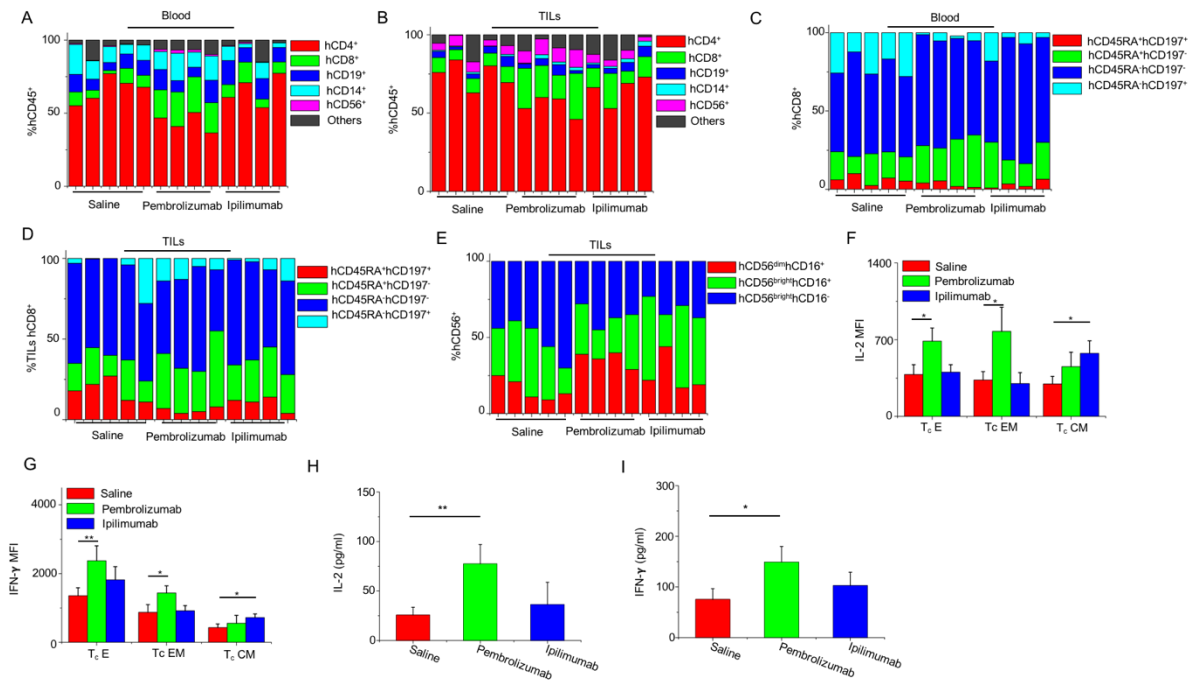 A
Blood
100
50
0
%hCD45⁺
hCD4⁺
hCD8⁺
hCD19⁺
hCD14⁺
hCD56⁺
Others
Saline
Pembrolizumab
Ipilimumab
B
TILs
100
50
0
%hCD45⁺
hCD4⁺
hCD8⁺
hCD19⁺
hCD14⁺
hCD56⁺
Others
Saline
Pembrolizumab
Ipilimumab
C
Blood
100
50
0
%hCD8⁺
hCD45RA⁺hCD197⁺
hCD45RA⁺hCD197⁻
hCD45RA⁻hCD197⁻
hCD45RA⁻hCD197⁺
Saline
Pembrolizumab
Ipilimumab
D
TILs
100
50
0
%TILs hCD8⁺
hCD45RA⁺hCD197⁺
hCD45RA⁺hCD197⁻
hCD45RA⁻hCD197⁻
hCD45RA⁻hCD197⁺
Saline
Pembrolizumab
Ipilimumab
E
TILs
100
50
0
%hCD56⁺
hCD56ᵈⁱᵐhCD16⁺
hCD56ᵇʳⁱᵍʰᵗhCD16⁺
hCD56ᵇʳⁱᵍʰᵗhCD16⁻
Saline
Pembrolizumab
Ipilimumab
F
1400
700
0
IL-2 MFI
Saline
Pembrolizumab
Ipilimumab
*
*
*
T꜀ E
Tc EM
T꜀ CM
G
4000
2000
0
IFN-γ MFI
Saline
Pembrolizumab
Ipilimumab
**
*
*
T꜀ E
Tc EM
T꜀ CM
H
150
100
50
0
IL-2 (pg/ml)
**
Saline
Pembrolizumab
Ipilimumab
I
300
200
100
0
IFN-γ (pg/ml)
*
Saline
Pembrolizumab
Ipilimumab